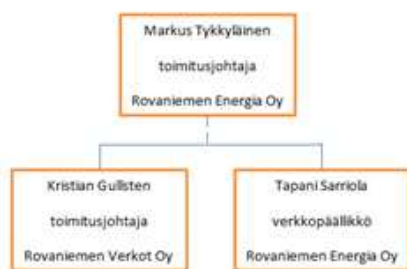 Markus Tykkyläinen
toimitusjohtaja
Rovaniemen Energia Oy
Kristian Gullsten
toimitusjohtaja
Rovaniemen Verkot Oy
Tapani Sarriola
verkkopäällikkö
Rovaniemen Energia Oy